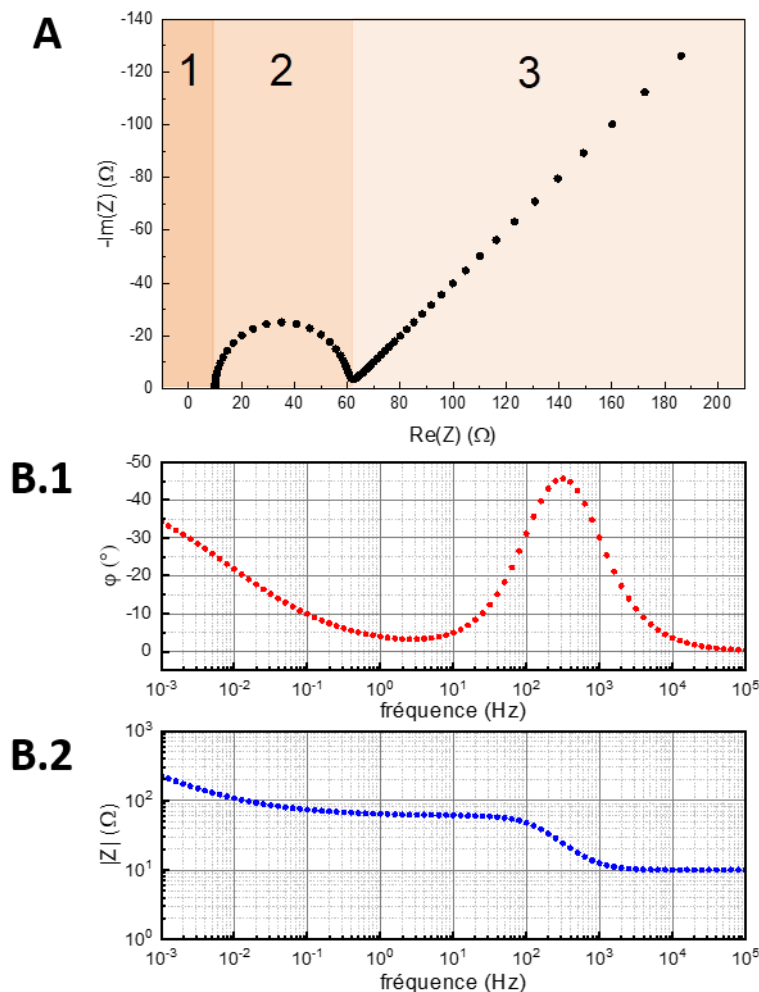 A
1 2 3
-140
-120
-100
-80
-60
-40
-20
0
-Im(Z) (Ω)
0 20 40 60 80 100 120 140 160 180 200
Re(Z) (Ω)
B.1
-50
-40
-30
-20
-10
0
φ (°)
10-3 10-2 10-1 100 101 102 103 104 105
fréquence (Hz)
B.2
103
102
101
100
|Z| (Ω)
10-3 10-2 10-1 100 101 102 103 104 105
fréquence (Hz)